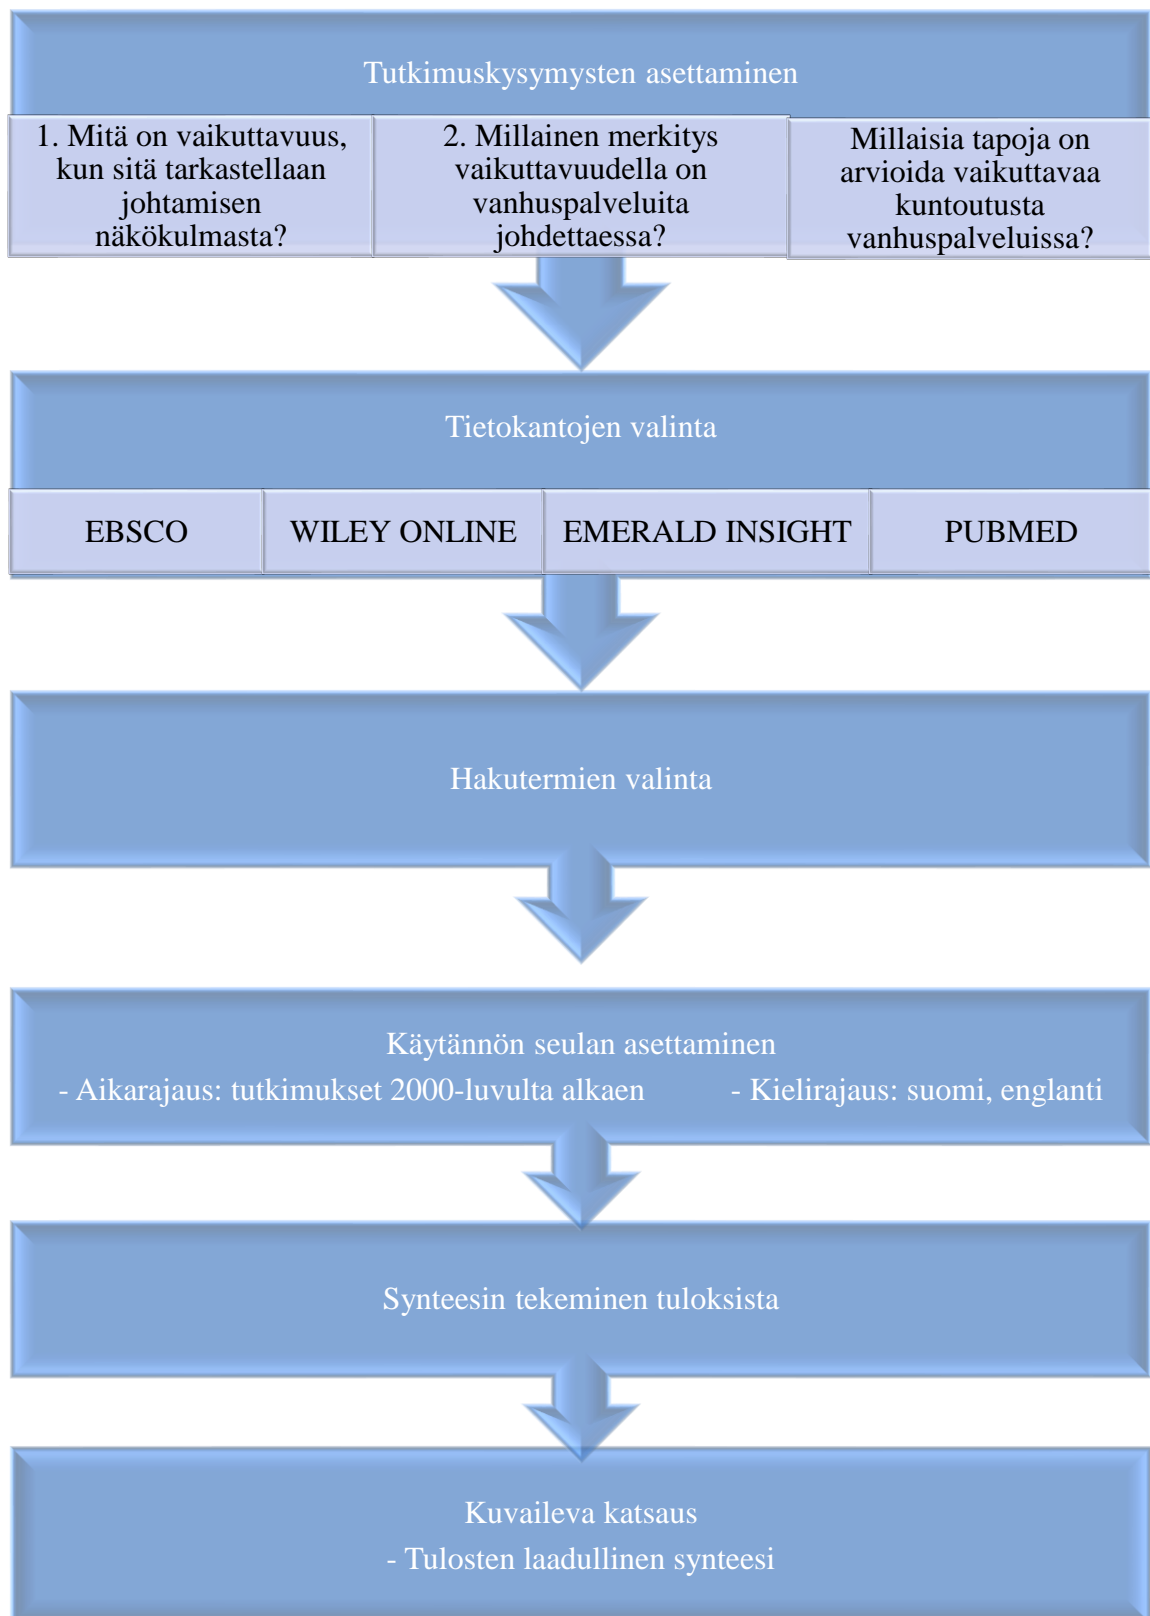 Tutkimuskysymysten asettaminen
1. Mitä on vaikuttavuus,
kun sitä tarkastellaan
johtamisen
näkökulmasta?
2. Millainen merkitys
vaikuttavuudella on
vanhuspalveluita
johdettaessa?
Millaisia tapoja on
arvioida vaikuttavaa
kuntoutusta
vanhuspalveluissa?
Tietokantojen valinta
EBSCO
WILEY ONLINE
EMERALD INSIGHT
PUBMED
Hakutermien valinta
Käytännön seulan asettaminen
- Aikarajaus: tutkimukset 2000-luvulta alkaen - Kielirajaus: suomi, englanti
Synteesin tekeminen tuloksista
Kuvaileva katsaus
- Tulosten laadullinen synteesi